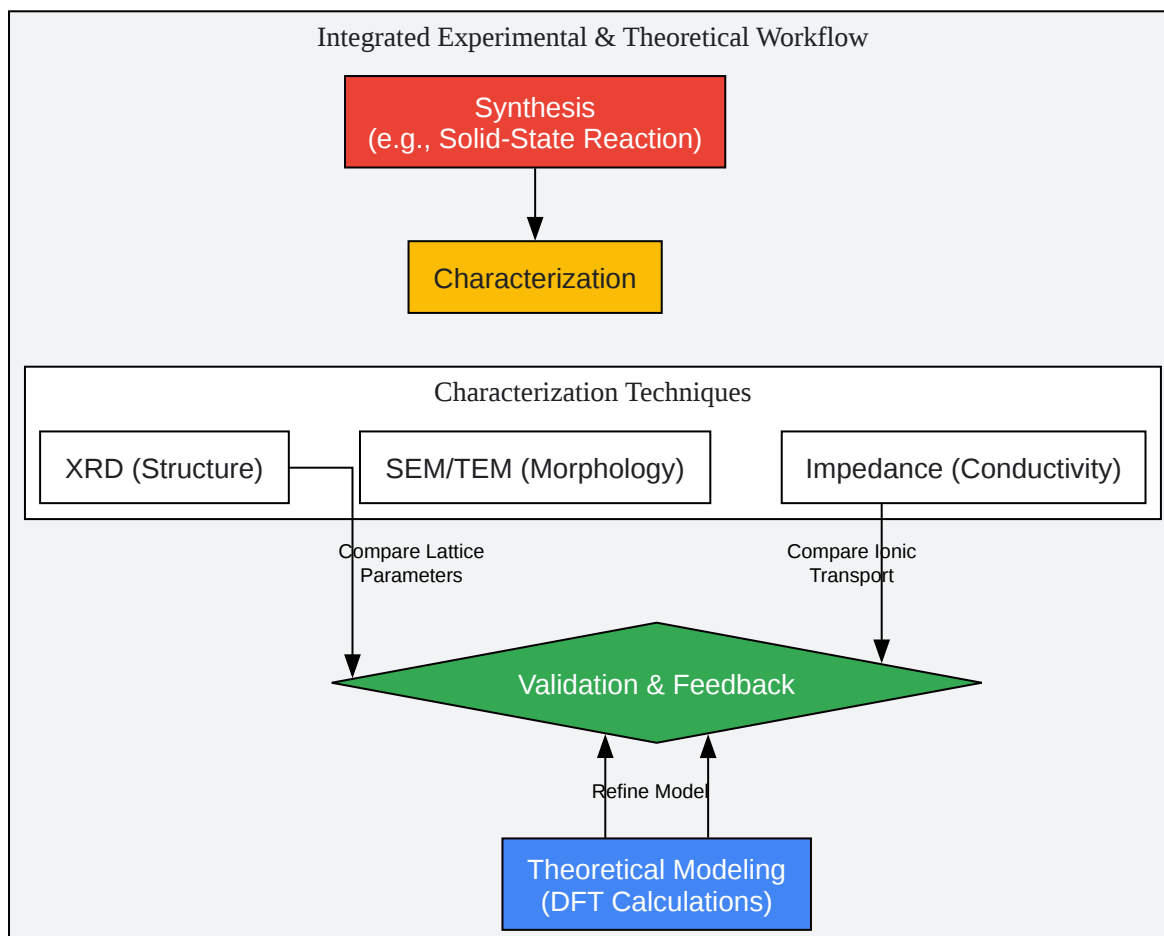 Integrated Experimental & Theoretical Workflow
Synthesis
(e.g., Solid-State Reaction)
Characterization
Characterization Techniques
XRD (Structure)
SEM/TEM (Morphology)
Impedance (Conductivity)
Compare Lattice
Parameters
Compare Ionic
Transport
Validation & Feedback
Refine Model
Theoretical Modeling
(DFT Calculations)